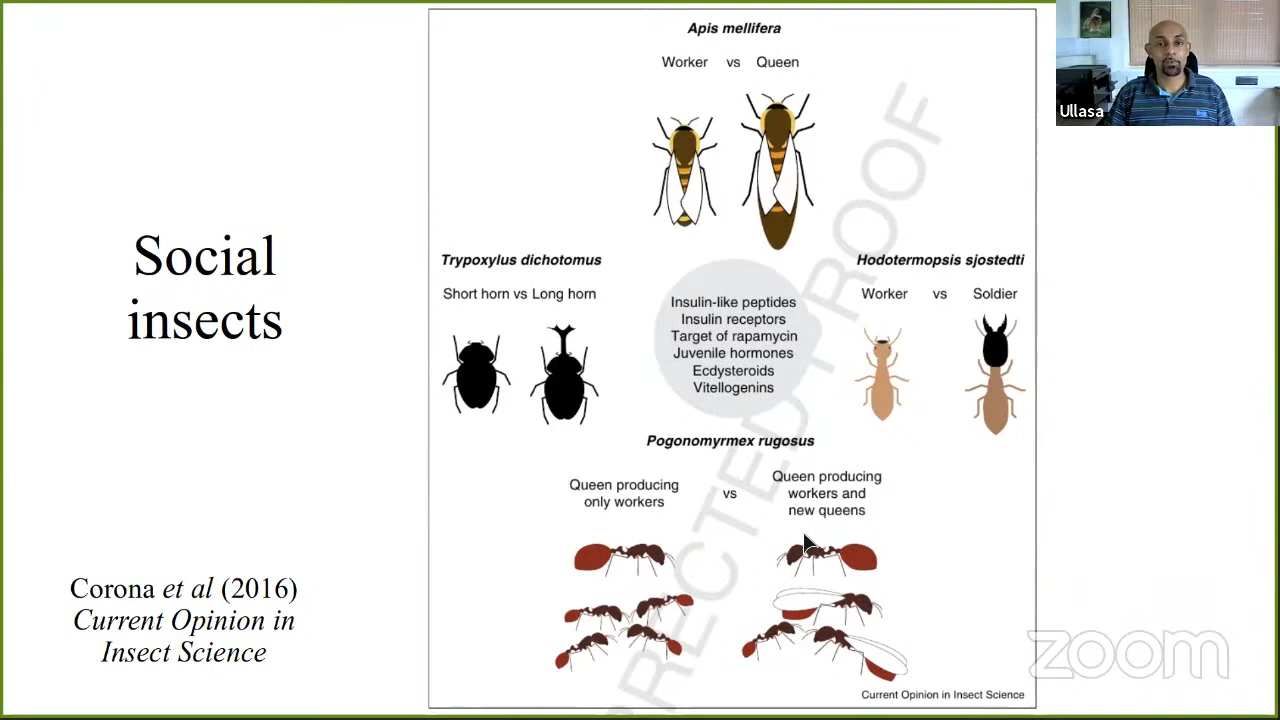 Social
insects
Corona et al (2016)
Current Opinion in
Insect Science
Apis mellifera
Worker vs Queen
Trypoxylus dichotomus
Short horn vs Long horn
Insulin-like peptides
Insulin receptors
Target of rapamycin
Juvenile hormones
Ecdysteroids
Vitellogenins
Hodotermopsis sjostedti
Worker vs Soldier
Pogonomyrmex rugosus
Queen producing
only workers
vs
Queen producing
workers and
new queens
Current Opinion in Insect Science
RECTED PROOF
Ullasa
zoom